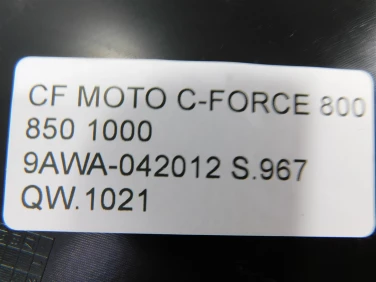 CF MOTO C-FORCE 800
850 1000
9AWA-042012 S.967
QW.1021